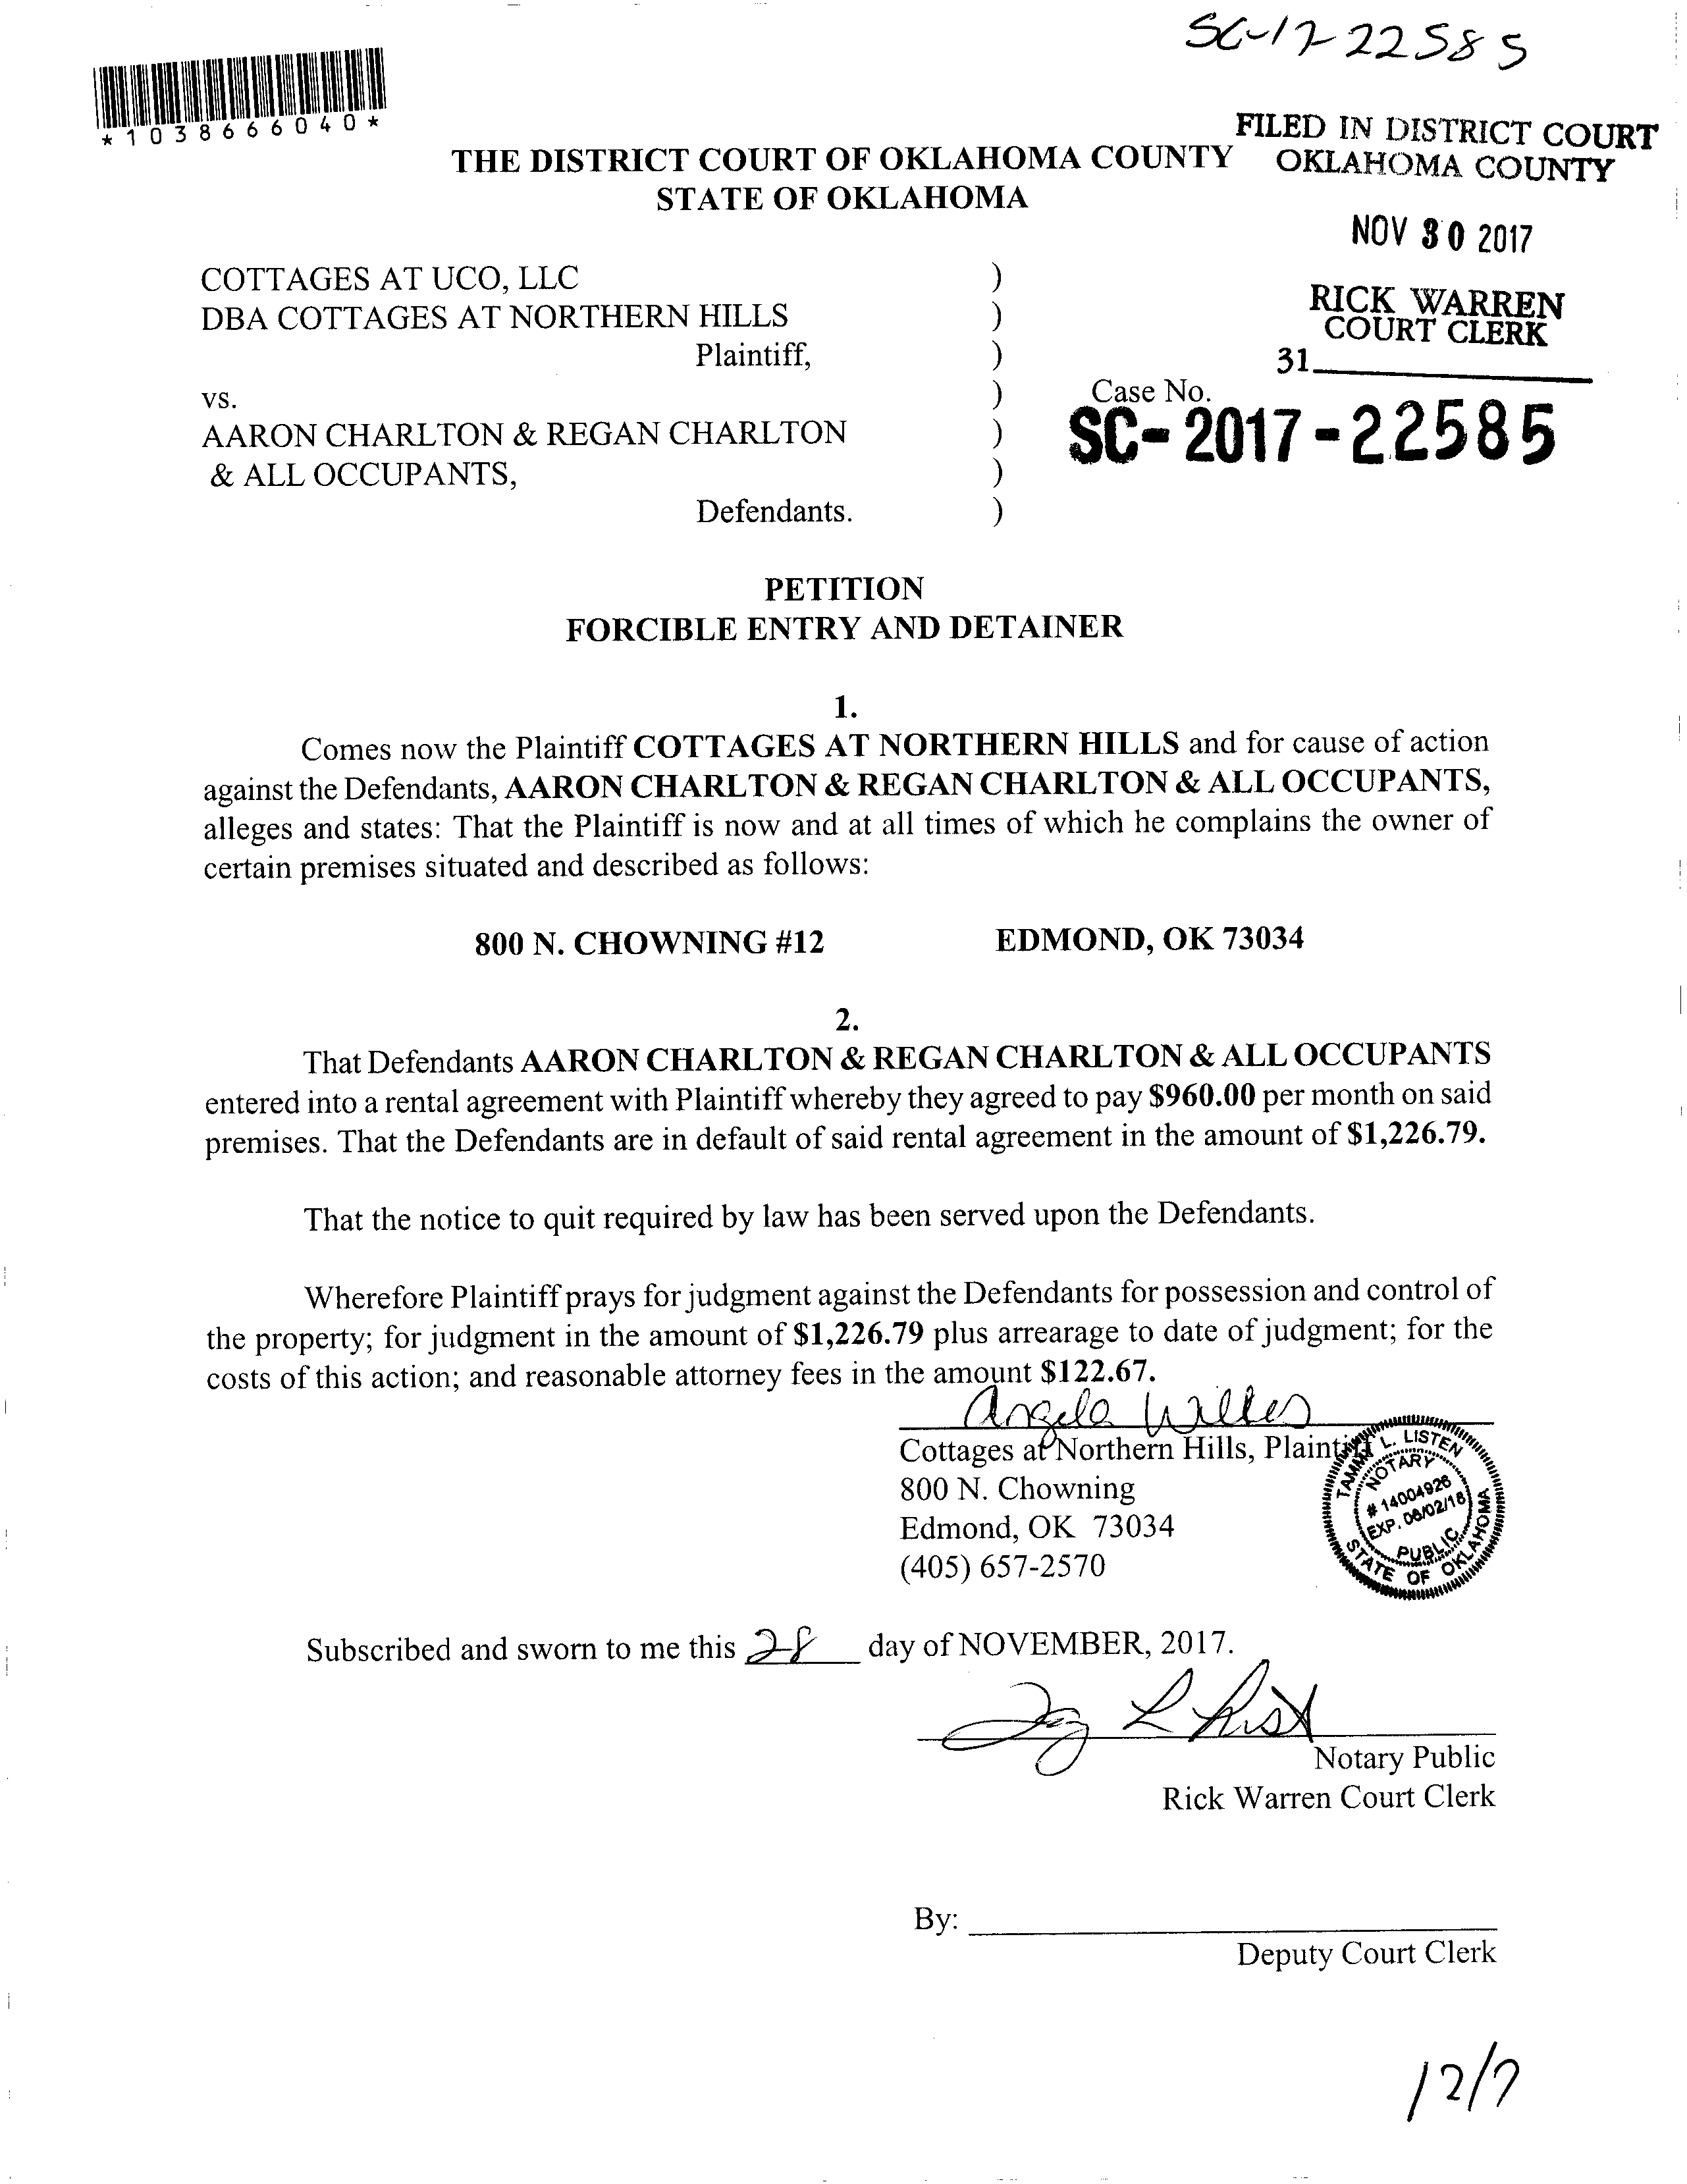 SC-17-22585
*1038666040*
FILED IN DISTRICT COURT
OKLAHOMA COUNTY
THE DISTRICT COURT OF OKLAHOMA COUNTY
STATE OF OKLAHOMA
NOV 30 2017
RICK WARREN
COURT CLERK
31
COTTAGES AT UCO, LLC )
DBA COTTAGES AT NORTHERN HILLS )
Plaintiff, )
vs. ) Case No.
AARON CHARLTON & REGAN CHARLTON ) SC-2017-22585
& ALL OCCUPANTS, )
Defendants. )
PETITION
FORCIBLE ENTRY AND DETAINER
1.
Comes now the Plaintiff COTTAGES AT NORTHERN HILLS and for cause of action
against the Defendants, AARON CHARLTON & REGAN CHARLTON & ALL OCCUPANTS,
alleges and states: That the Plaintiff is now and at all times of which he complains the owner of
certain premises situated and described as follows:
800 N. CHOWNING #12 EDMOND, OK 73034
2.
That Defendants AARON CHARLTON & REGAN CHARLTON & ALL OCCUPANTS
entered into a rental agreement with Plaintiff whereby they agreed to pay $960.00 per month on said
premises. That the Defendants are in default of said rental agreement in the amount of $1,226.79.
That the notice to quit required by law has been served upon the Defendants.
Wherefore Plaintiff prays for judgment against the Defendants for possession and control of
the property; for judgment in the amount of $1,226.79 plus arrearage to date of judgment; for the
costs of this action; and reasonable attorney fees in the amount $122.67.
Angela
Cottages at Northern Hills, Plaintiff
800 N. Chowning
Edmond, OK 73034
(405) 657-2570
L. LISTEN
NOTARY
# 14004926
EXP. 06/02/18
PUBLIC
STATE OF OKLAHOMA
Subscribed and sworn to me this 28 day of NOVEMBER, 2017.
Notary Public
Rick Warren Court Clerk
By:
Deputy Court Clerk
12/7